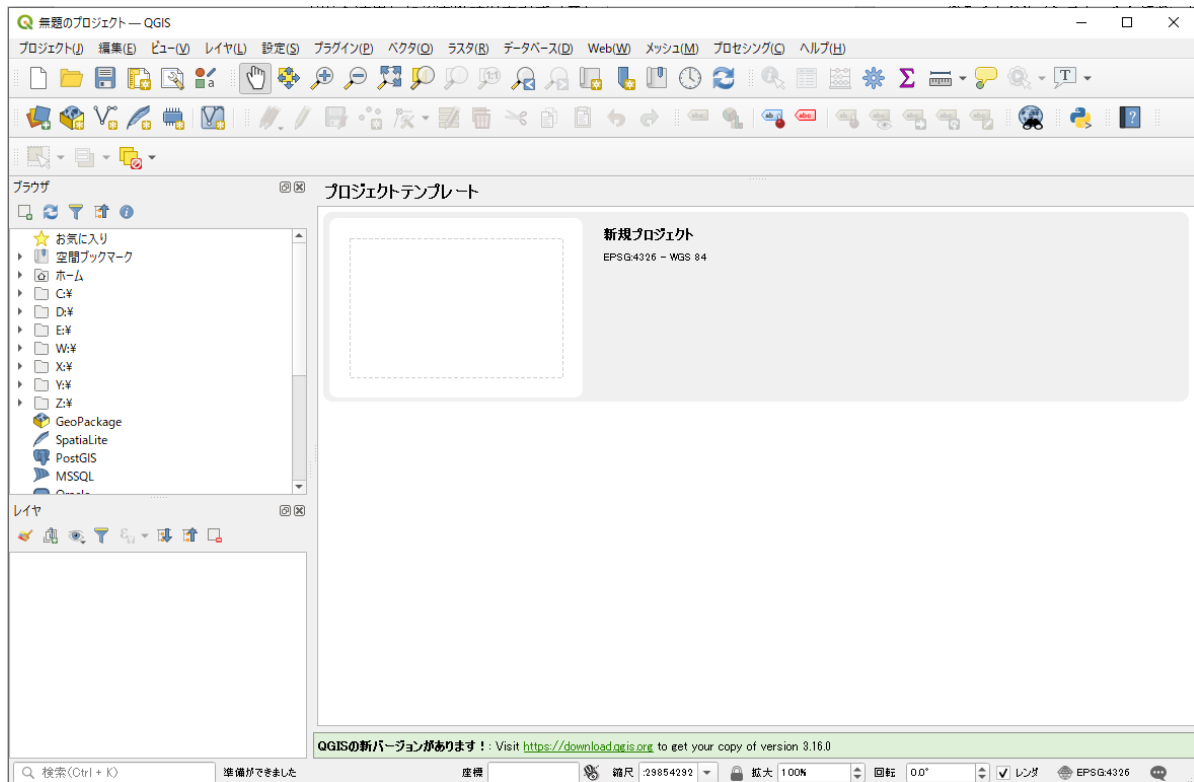 無題のプロジェクト — QGIS
プロジェクト(J) 編集(E) ビュー(V) レイヤ(L) 設定(S) プラグイン(P) ベクタ(O) ラスタ(R) データベース(D) Web(W) メッシュ(M) プロセシング(C) ヘルプ(H)
ブラウザ
お気に入り
空間ブックマーク
ホーム
C:¥
D:¥
E:¥
W:¥
X:¥
Y:¥
Z:¥
GeoPackage
SpatiaLite
PostGIS
MSSQL
レイヤ
プロジェクトテンプレート
新規プロジェクト
EPSG:4326 - WGS 84
QGISの新バージョンがあります！: Visit https://download.qgis.org to get your copy of version 3.16.0
検索(Ctrl + K) 準備ができました 座標 縮尺 :29854292 拡大 100% 回転 0.0° レンダ EPSG:4326